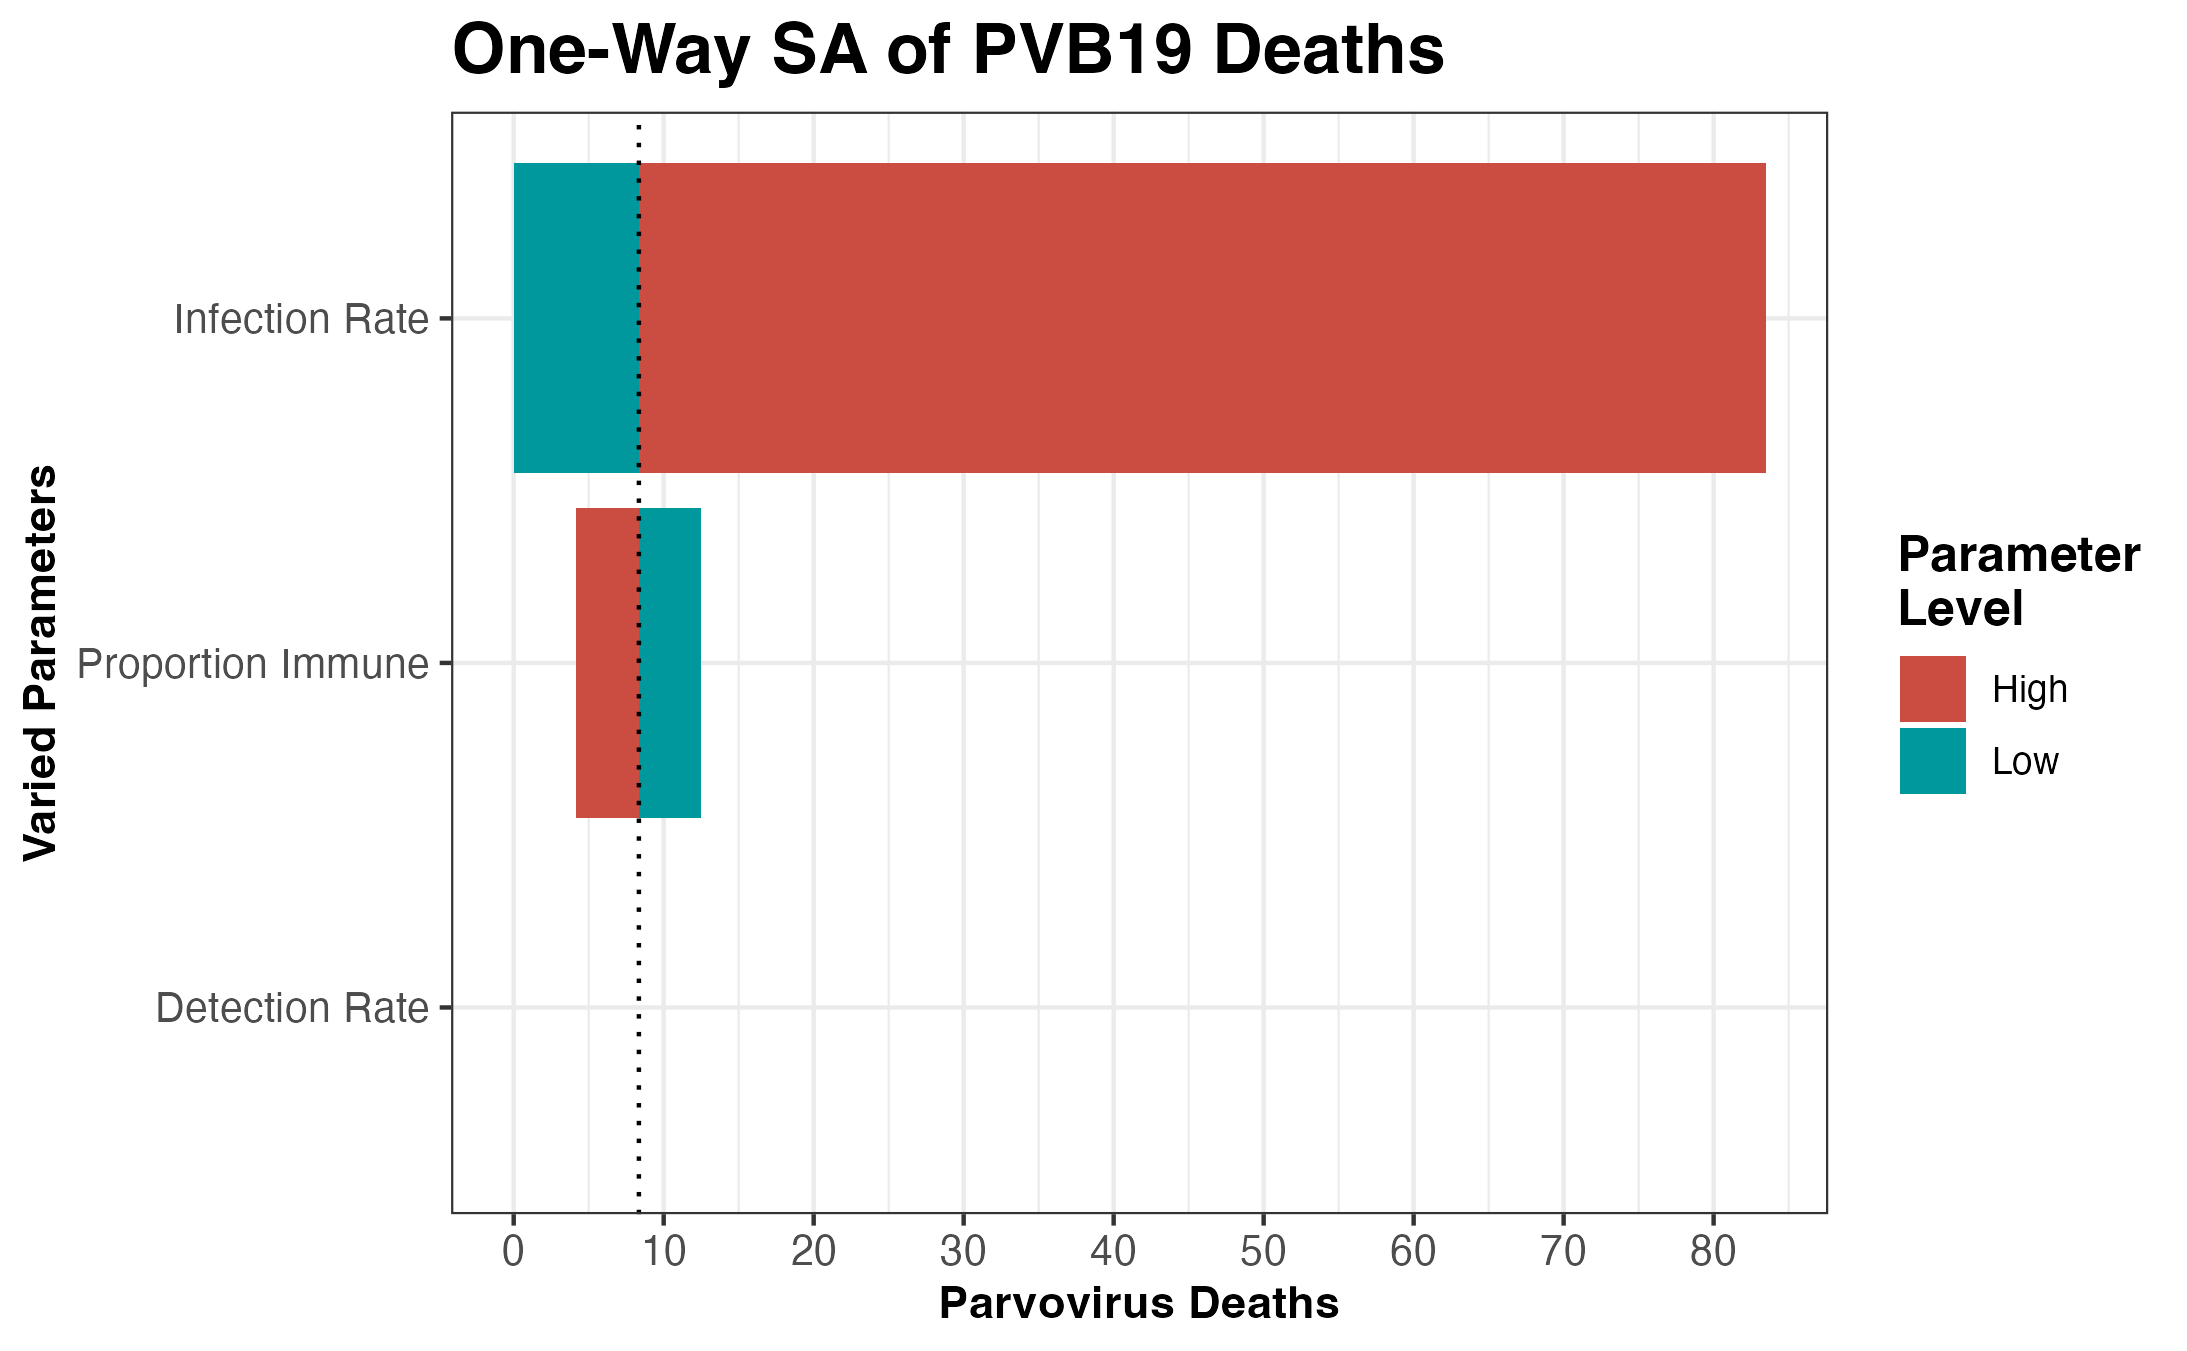 One-Way SA of PVB19 Deaths
Varied Parameters
Infection Rate
Proportion Immune
Detection Rate
0 10 20 30 40 50 60 70 80
Parvovirus Deaths
Parameter
Level
High
Low